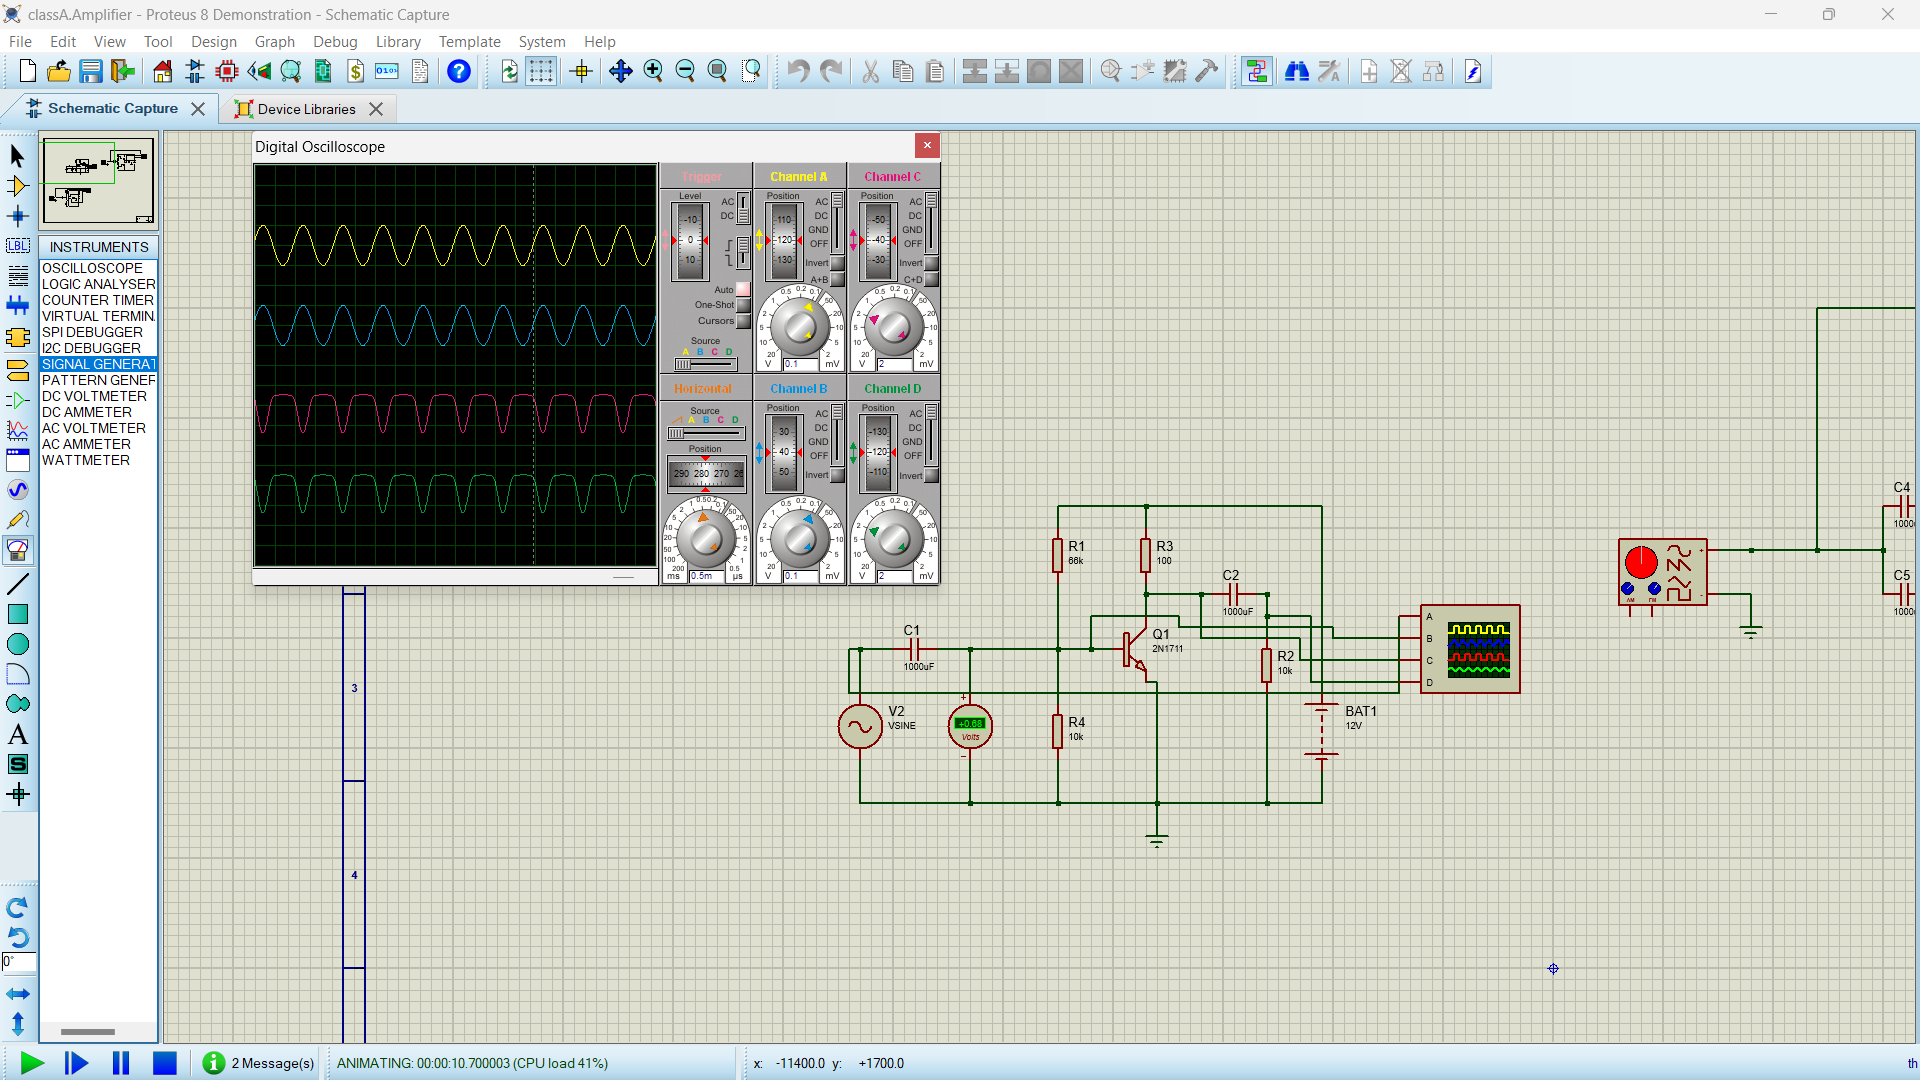 classA.Amplifier - Proteus 8 Demonstration - Schematic Capture
File Edit View Tool Design Graph Debug Library Template System Help
Schematic Capture
Device Libraries
INSTRUMENTS
OSCILLOSCOPE
LOGIC ANALYSER
COUNTER TIMER
VIRTUAL TERMIN.
SPI DEBUGGER
I2C DEBUGGER
SIGNAL GENERAT
PATTERN GENER
DC VOLTMETER
DC AMMETER
AC VOLTMETER
AC AMMETER
WATTMETER
LBL
A
S
0°
Digital Oscilloscope
Trigger
Level
AC
DC
-10
0
10
Auto
One-Shot
Cursors
Source
A B C D
Channel A
Position
AC
DC
GND
OFF
Invert
A+B
110
120
130
V 0.1 mV
Channel C
Position
AC
DC
GND
OFF
Invert
C+D
-50
-40
-30
V 2 mV
Horizontal
Source
A B C D
Position
290 280 270 26
ms 0.5m µs
Channel B
Position
AC
DC
GND
OFF
Invert
30
40
50
V 0.1 mV
Channel D
Position
AC
DC
GND
OFF
Invert
-130
-120
-110
V 2 mV
3
4
R1
66k
R3
100
C2
1000uF
C1
1000uF
Q1
2N1711
R2
10k
V2
VSINE
+0.68
Volts
R4
10k
BAT1
12V
A
B
C
D
AM FM
C4
1000
C5
1000
2 Message(s)
ANIMATING: 00:00:10.700003 (CPU load 41%)
x: -11400.0 y: +1700.0
th